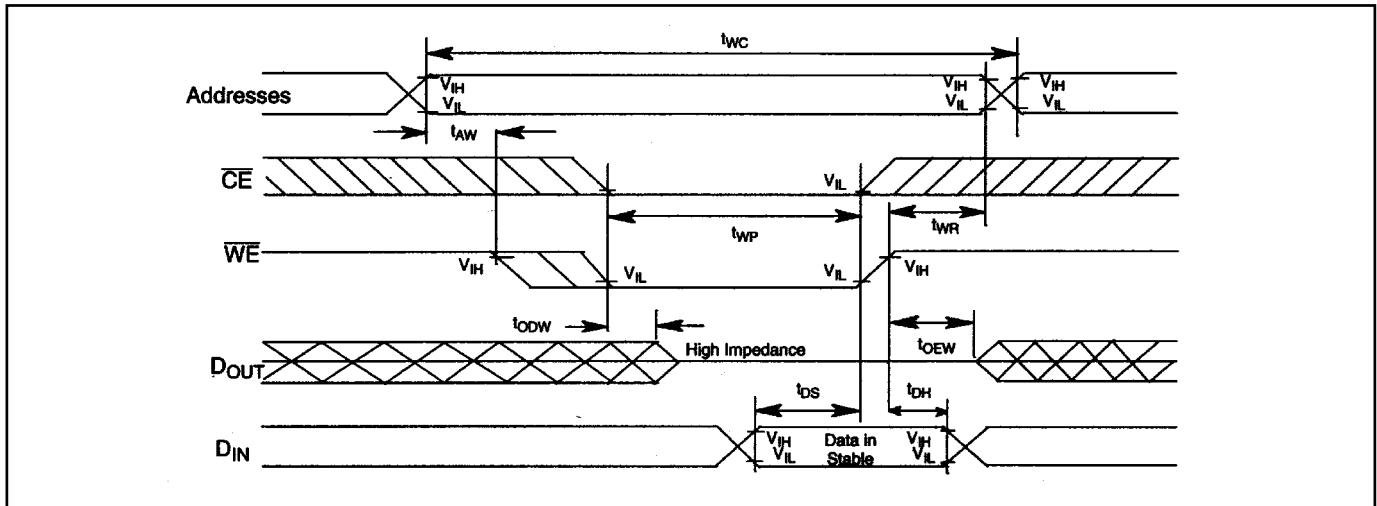 tWC
Addresses
VIH
VIL
VIH
VIL
VIH
VIL
tAW
CE
VIL
tWP
tWR
WE
VIH
VIL
VIL
VIH
tODW
High Impedance
tOEW
DOUT
tDS
tDH
DIN
VIH
VIL
Data in
Stable
VIH
VIL